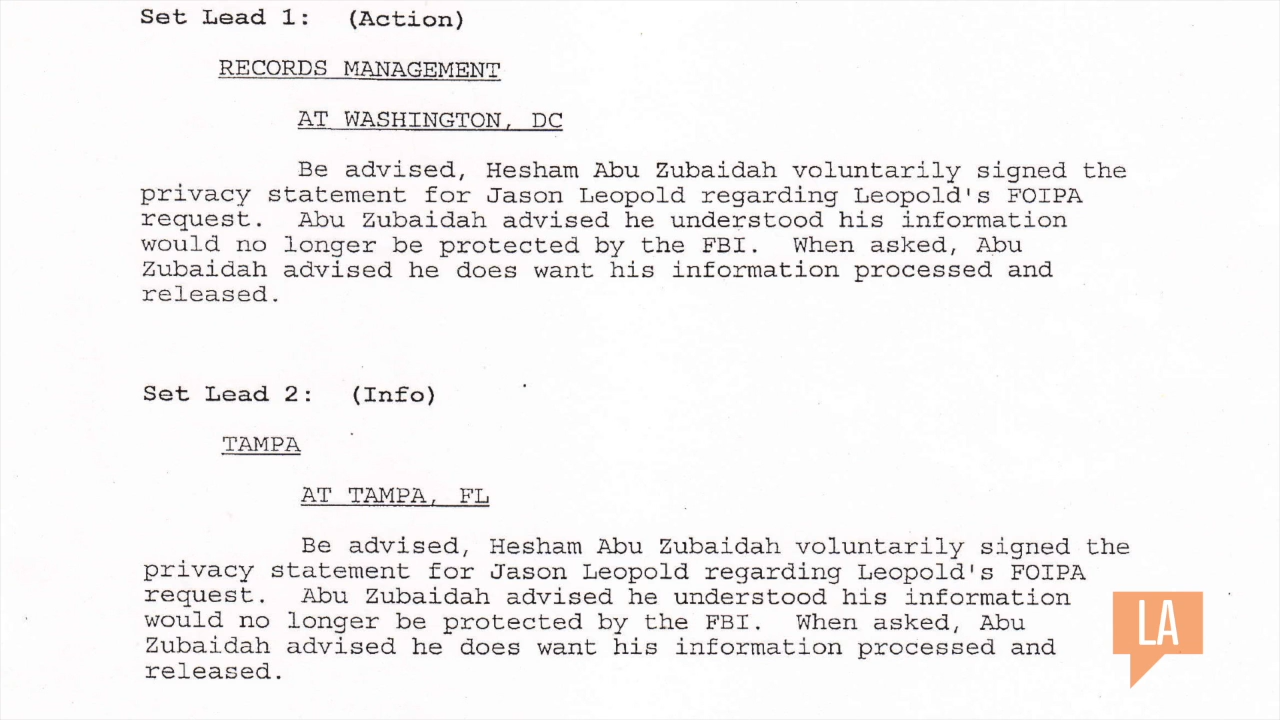 Set Lead 1: (Action)
RECORDS MANAGEMENT
AT WASHINGTON, DC
Be advised, Hesham Abu Zubaidah voluntarily signed the
privacy statement for Jason Leopold regarding Leopold's FOIPA
request. Abu Zubaidah advised he understood his information
would no longer be protected by the FBI. When asked, Abu
Zubaidah advised he does want his information processed and
released.
Set Lead 2: (Info)
TAMPA
AT TAMPA, FL
Be advised, Hesham Abu Zubaidah voluntarily signed the
privacy statement for Jason Leopold regarding Leopold's FOIPA
request. Abu Zubaidah advised he understood his information
would no longer be protected by the FBI. When asked, Abu
Zubaidah advised he does want his information processed and
released.
LA